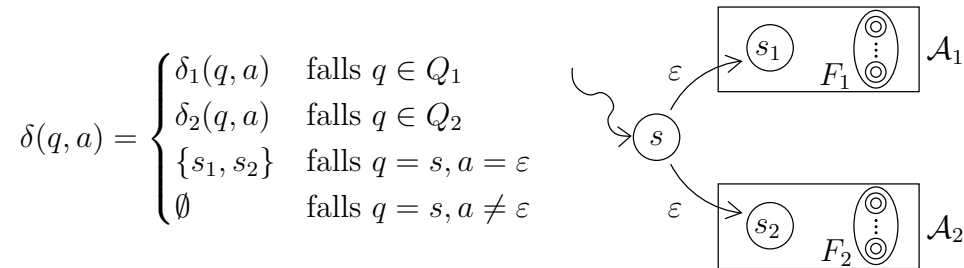 δ(q, a) = { δ₁(q, a) falls q ∈ Q₁
δ₂(q, a) falls q ∈ Q₂
{s₁, s₂} falls q = s, a = ε
∅ falls q = s, a ≠ ε
s₁
F₁
𝒜₁
ε
s
ε
s₂
F₂
𝒜₂